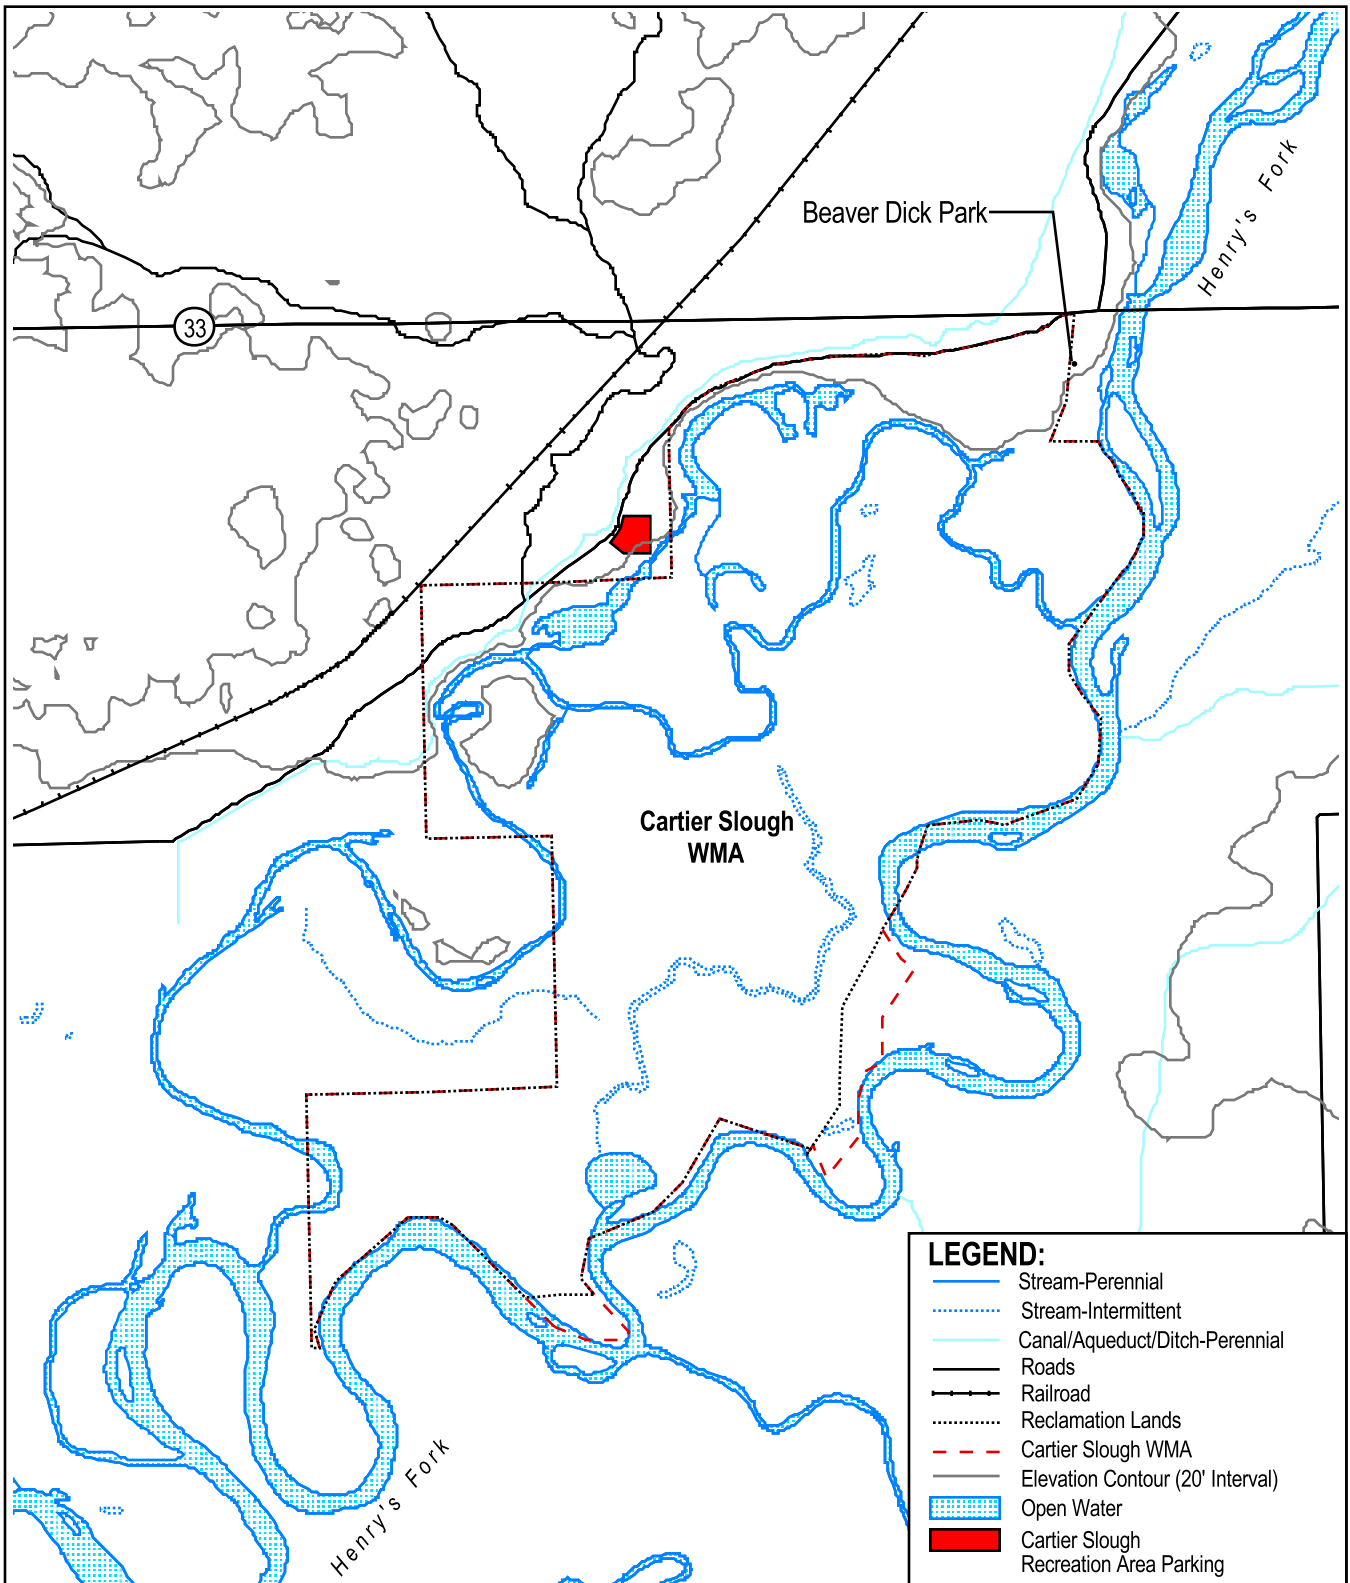 Henry's Fork
Beaver Dick Park
33
Cartier Slough
WMA
Henry's Fork
LEGEND:
Stream-Perennial
Stream-Intermittent
Canal/Aqueduct/Ditch-Perennial
Roads
Railroad
Reclamation Lands
Cartier Slough WMA
Elevation Contour (20' Interval)
Open Water
Cartier Slough
Recreation Area Parking